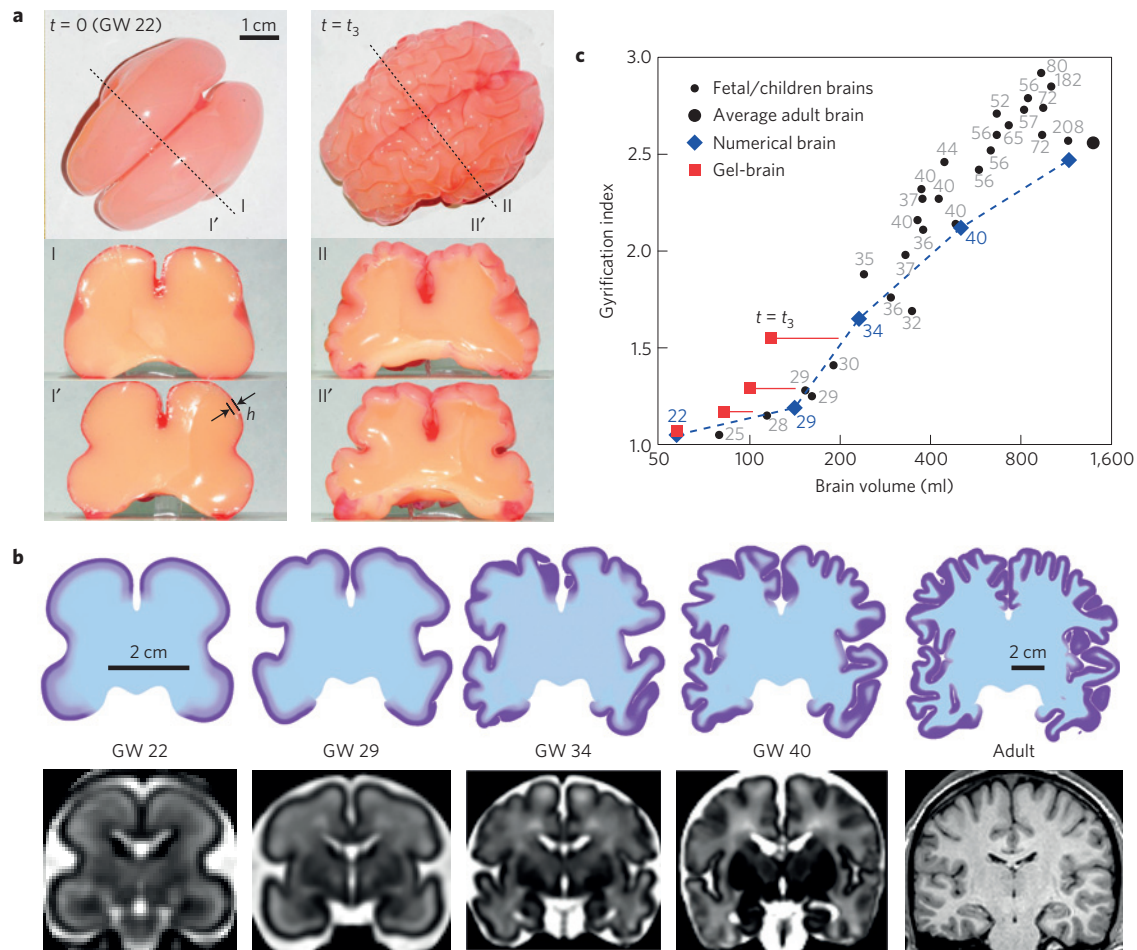 a
t = 0 (GW 22)
1 cm
I
I′
t = t3
II
II′
I
II
I′
h
II′
c
Gyrification index
3.0
2.5
2.0
1.5
1.0
Fetal/children brains
Average adult brain
Numerical brain
Gel-brain
80
56
182
52
72
57
65
56
208
72
44
56
56
40
37
40
40
40
36
40
37
35
36
32
34
t = t3
30
29
29
22
28
29
25
50
100
200
400
800
1,600
Brain volume (ml)
b
2 cm
2 cm
GW 22
GW 29
GW 34
GW 40
Adult